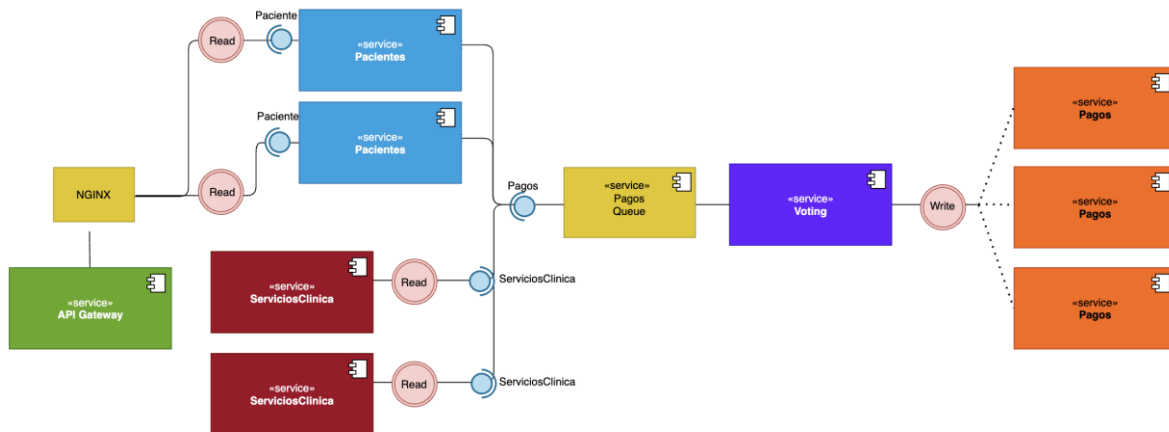 Paciente
Read
«service»
Pacientes
Paciente
Read
«service»
Pacientes
NGINX
«service»
API Gateway
Pagos
«service»
Pagos
Queue
«service»
Voting
Write
«service»
Pagos
«service»
Pagos
«service»
Pagos
«service»
ServiciosClinica
Read
ServiciosClinica
«service»
ServiciosClinica
Read
ServiciosClinica